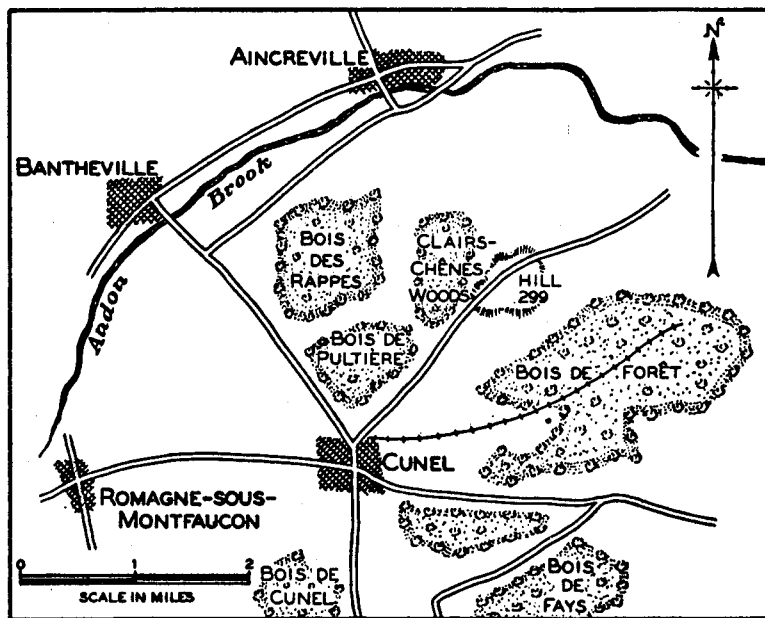 AINCREVILLE
N
BANTHEVILLE
Andon Brook
BOIS
DES
RAPPES
CLAIRS-
CHÊNES
WOODS
HILL
299
BOIS DE
PULTIÈRE
BOIS DE FORÊT
CUNEL
ROMAGNE-SOUS-
MONTFAUCON
0 1 2
SCALE IN MILES
BOIS DE
CUNEL
BOIS
DE
FAYS